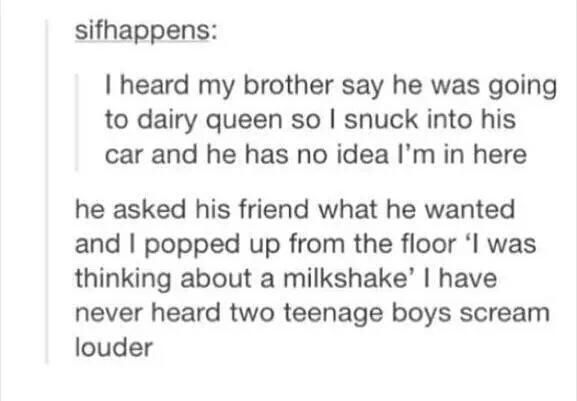 sifhappens:
I heard my brother say he was going
to dairy queen so I snuck into his
car and he has no idea I'm in here
he asked his friend what he wanted
and I popped up from the floor ‘I was
thinking about a milkshake’ I have
never heard two teenage boys scream
louder